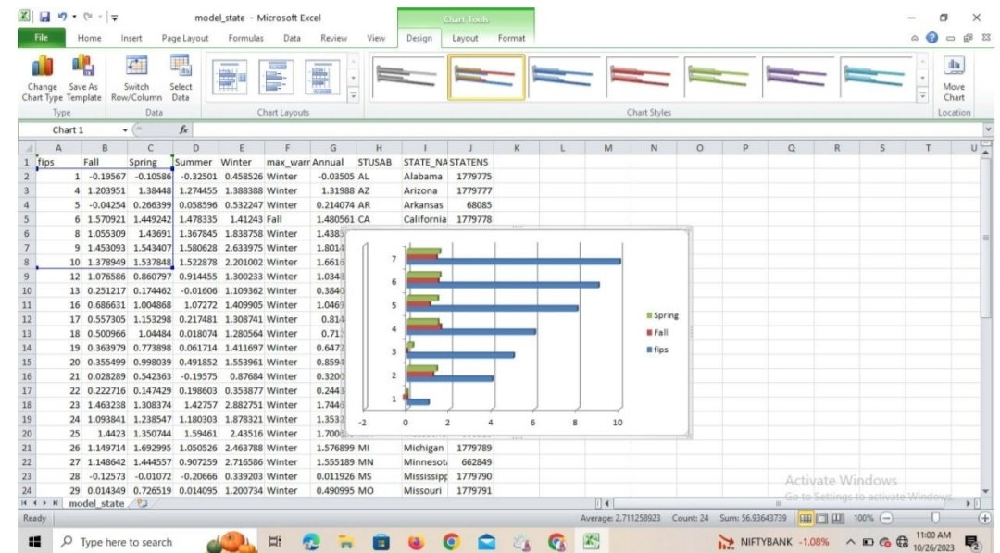 model_state - Microsoft Excel
Chart Tools
File Home Insert Page Layout Formulas Data Review View Design Layout Format
Change Chart Type
Save As Template
Switch Row/Column
Select Data
Move Chart
Type Data Chart Layouts Chart Styles Location
Chart 1 fx
A B C D E F G H I J K L M N O P Q R S T U
1 fips Fall Spring Summer Winter max_warr Annual STUSAB STATE_NA STATENS
2 1 -0.19567 -0.10586 -0.32501 0.458526 Winter -0.03505 AL Alabama 1779775
3 4 1.203951 1.38448 1.274455 1.388388 Winter 1.31988 AZ Arizona 1779777
4 5 -0.04254 0.266399 0.058596 0.532247 Winter 0.214074 AR Arkansas 68085
5 6 1.570921 1.449242 1.478335 1.41243 Fall 1.480561 CA California 1779778
6 8 1.055309 1.43691 1.367845 1.838758 Winter 1.438
7 9 1.453093 1.543407 1.580628 2.633975 Winter 1.801
8 10 1.378949 1.537848 1.522878 2.201002 Winter 1.661
9 12 1.076586 0.860797 0.914455 1.300233 Winter 1.034
10 13 0.251217 0.174462 -0.01606 1.109362 Winter 0.384
11 16 0.686631 1.004868 1.07272 1.409905 Winter 1.046
12 17 0.557305 1.153298 0.217481 1.308741 Winter 0.81
13 18 0.500966 1.04484 0.018074 1.280564 Winter 0.71
14 19 0.363979 0.773898 0.061714 1.411697 Winter 0.647
15 20 0.355499 0.998039 0.491852 1.553961 Winter 0.859
16 21 0.028289 0.542363 -0.19575 0.87684 Winter 0.320
17 22 0.222716 0.147429 0.198603 0.353877 Winter 0.244
18 23 1.463238 1.308374 1.42757 2.882751 Winter 1.744
19 24 1.093841 1.238547 1.180303 1.878321 Winter 1.353
20 25 1.4423 1.350744 1.59461 2.43516 Winter 1.700
21 26 1.149714 1.692995 1.050526 2.463788 Winter 1.576899 MI Michigan 1779789
22 27 1.148642 1.444557 0.907259 2.716586 Winter 1.555189 MN Minnesot 662849
23 28 -0.12573 -0.01072 -0.20666 0.339203 Winter 0.011926 MS Mississipp 1779790
24 29 0.014349 0.726519 0.014095 1.200734 Winter 0.490995 MO Missouri 1779791
7
6
5
4
3
2
1
-2 0 2 4 6 8 10
Spring
Fall
fips
Activate Windows
Go to Settings to activate Windows.
model_state
Ready Average: 2.711258923 Count: 24 Sum: 56.93643739 100%
Type here to search NIFTYBANK -1.08% 11:00 AM
10/26/2023